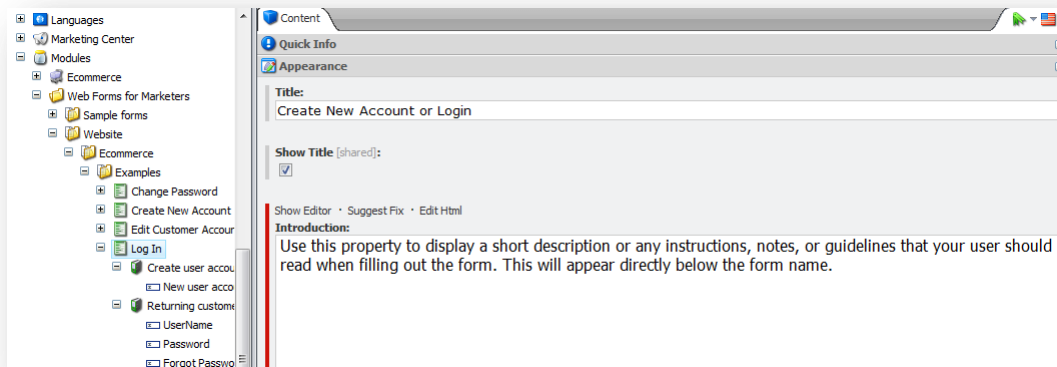 Languages
Marketing Center
Modules
Ecommerce
Web Forms for Marketers
Sample forms
Website
Ecommerce
Examples
Change Password
Create New Account
Edit Customer Accour
Log In
Create user accou
New user acco
Returning custome
UserName
Password
Forgot Passwo
Content
Quick Info
Appearance
Title:
Create New Account or Login
Show Title [shared]:
Show Editor · Suggest Fix · Edit Html
Introduction:
Use this property to display a short description or any instructions, notes, or guidelines that your user should
read when filling out the form. This will appear directly below the form name.